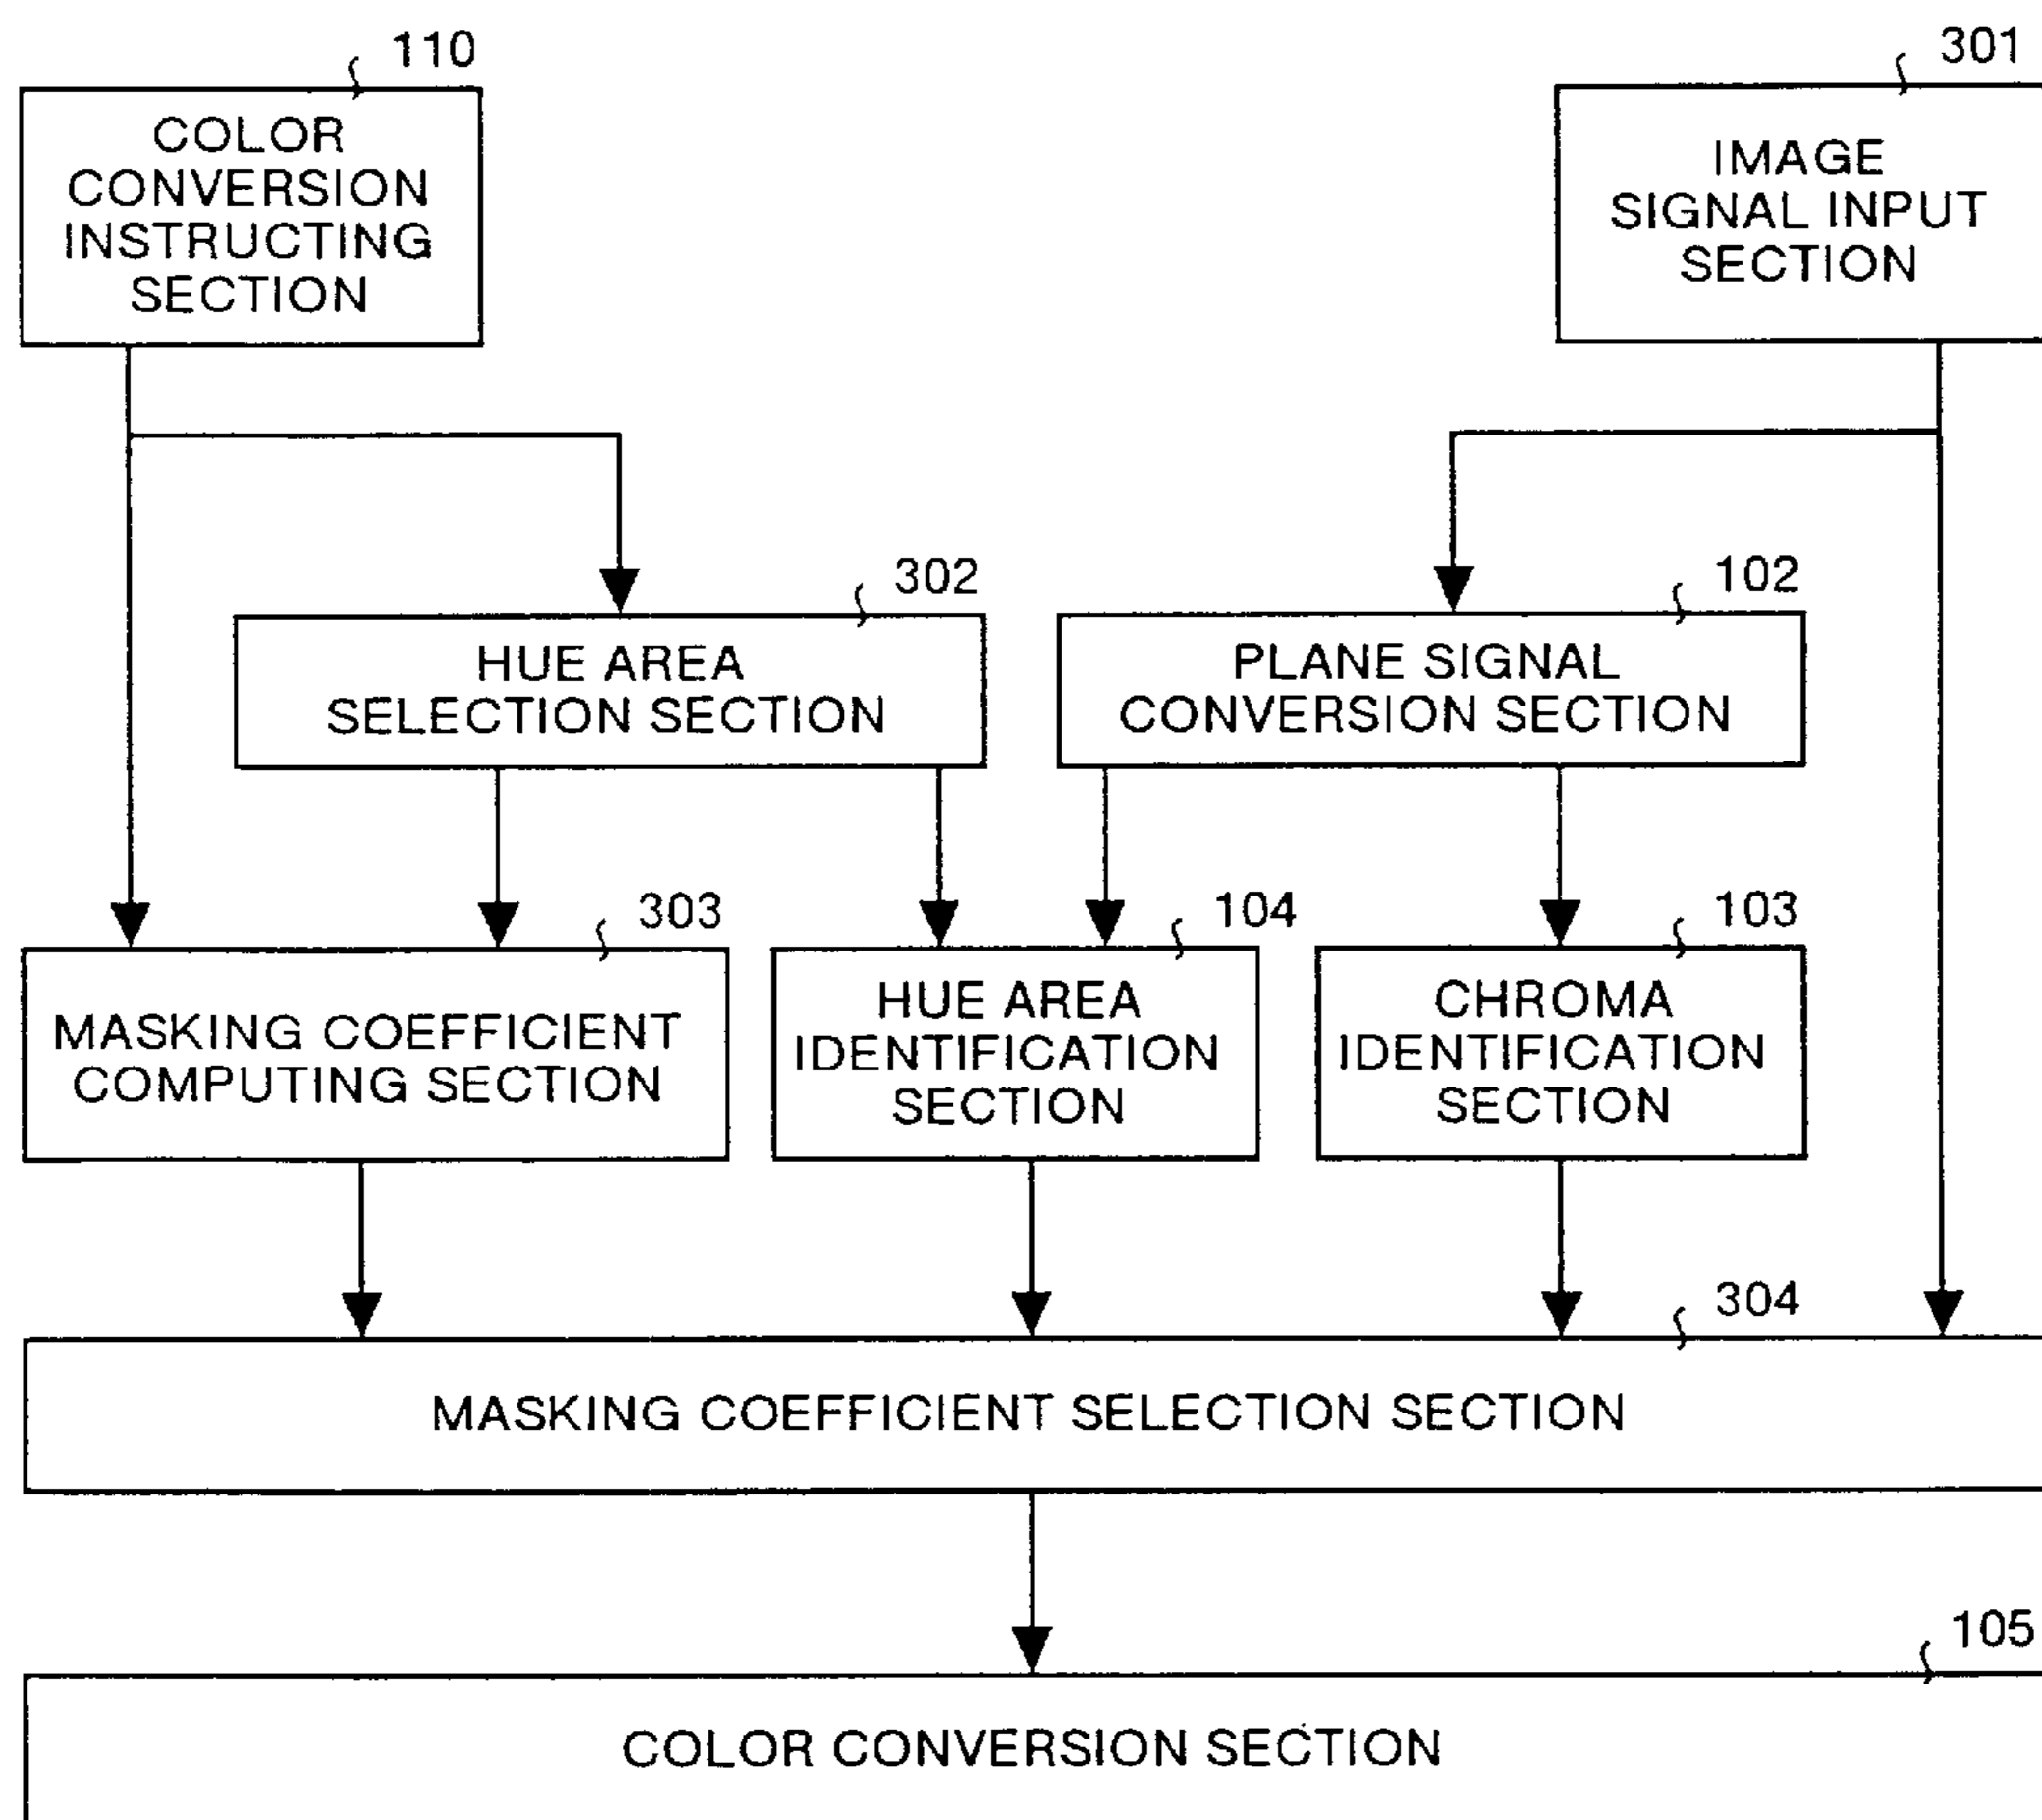 110
COLOR
CONVERSION
INSTRUCTING
SECTION
301
IMAGE
SIGNAL INPUT
SECTION
302
HUE AREA
SELECTION SECTION
102
PLANE SIGNAL
CONVERSION SECTION
303
MASKING COEFFICIENT
COMPUTING SECTION
104
HUE AREA
IDENTIFICATION
SECTION
103
CHROMA
IDENTIFICATION
SECTION
304
MASKING COEFFICIENT SELECTION SECTION
105
COLOR CONVERSION SECTION